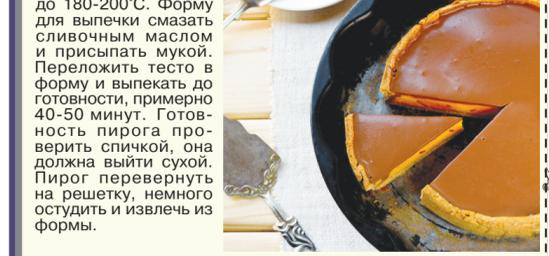 до 180-200°С. Форму
для выпечки смазать
сливочным маслом
и присыпать мукой.
Переложить тесто в
форму и выпекать до
готовности, примерно
40-50 минут. Готов-
ность пирога про-
верить спичкой, она
должна выйти сухой.
Пирог перевернуть
на решетку, немного
остудить и извлечь из
формы.